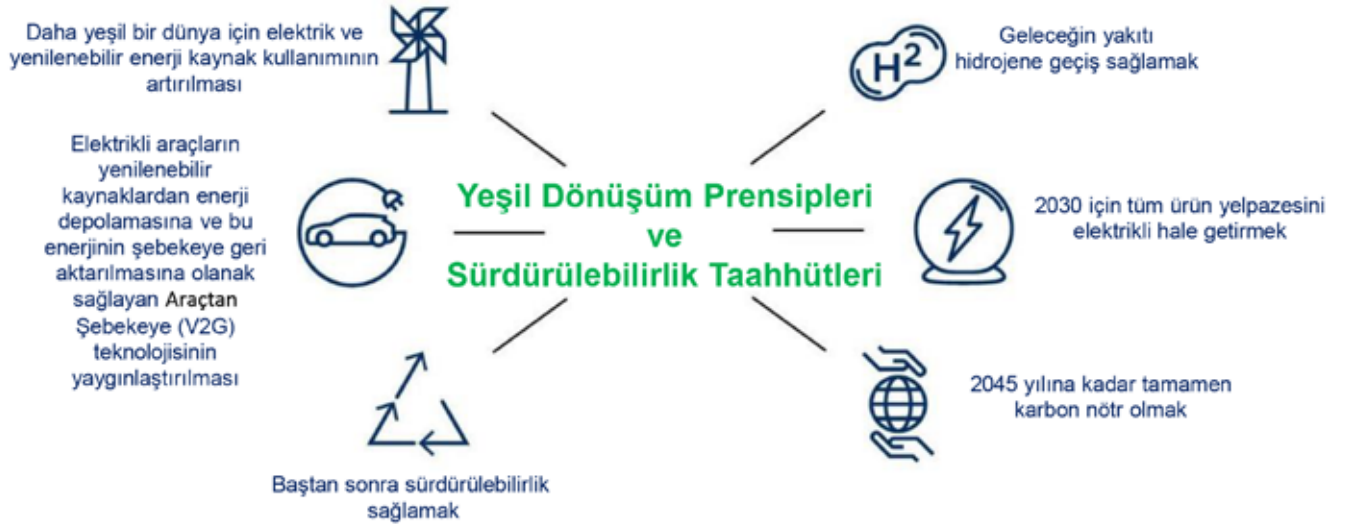 Daha yeşil bir dünya için elektrik ve
yenilenebilir enerji kaynak kullanımının
artırılması
Geleceğin yakıtı
hidrojene geçiş sağlamak
H2
Elektrikli araçların
yenilenebilir
kaynaklardan enerji
depolamasına ve bu
enerjinin şebekeye geri
aktarılmasına olanak
sağlayan Araçtan
Şebekeye (V2G)
teknolojisinin
yaygınlaştırılması
Yeşil Dönüşüm Prensipleri
ve
Sürdürülebilirlik Taahhütleri
2030 için tüm ürün yelpazesini
elektrikli hale getirmek
2045 yılına kadar tamamen
karbon nötr olmak
Baştan sonra sürdürülebilirlik
sağlamak